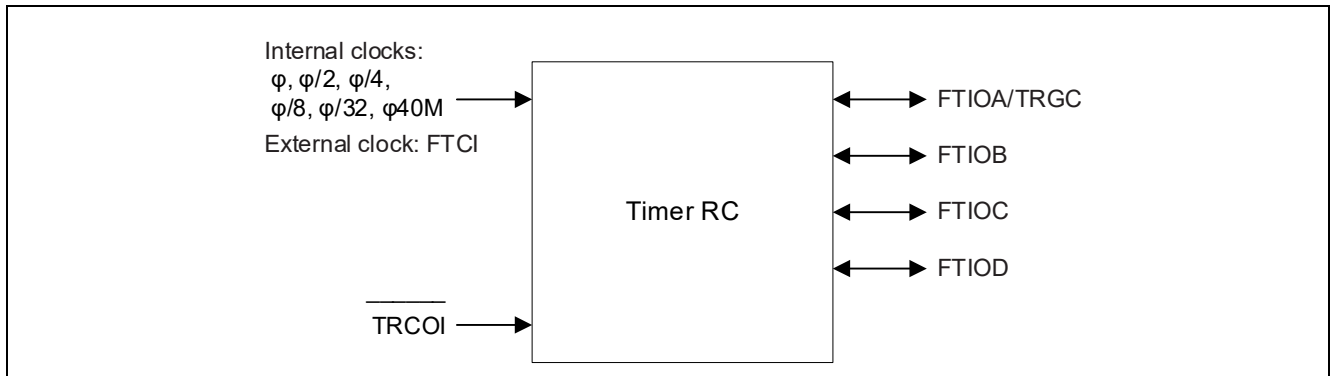 Internal clocks:
φ, φ/2, φ/4,
φ/8, φ/32, φ40M
External clock: FTCI
TRCOI
Timer RC
FTIOA/TRGC
FTIOB
FTIOC
FTIOD